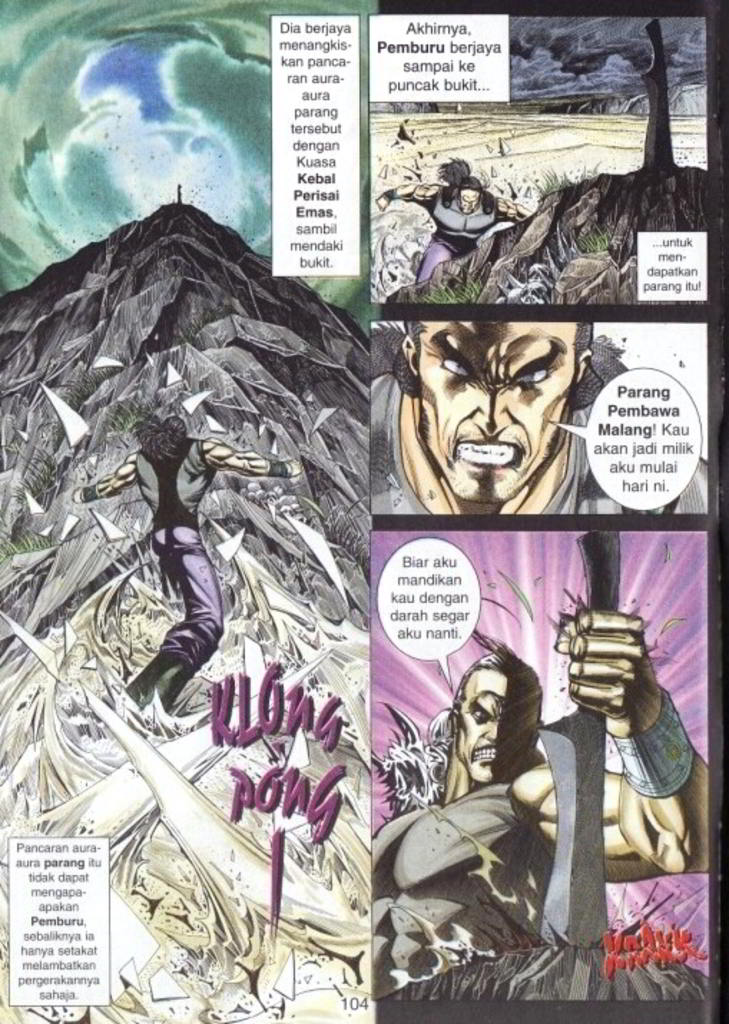 Dia berjaya
menangkis-
kan panca-
ran aura-
aura
parang
tersebut
dengan
Kuasa
Kebal
Perisai
Emas,
sambil
mendaki
bukit.
KLONG
PONG
!
Pancaran aura-
aura parang itu
tidak dapat
mengapa-
apakan
Pemburu,
sebaliknya ia
hanya setakat
melambatkan
pergerakannya
sahaja.
Akhirnya,
Pemburu berjaya
sampai ke
puncak bukit...
...untuk
men-
dapatkan
parang itu!
Parang
Pembawa
Malang! Kau
akan jadi milik
aku mulai
hari ni.
Biar aku
mandikan
kau dengan
darah segar
aku nanti.
104